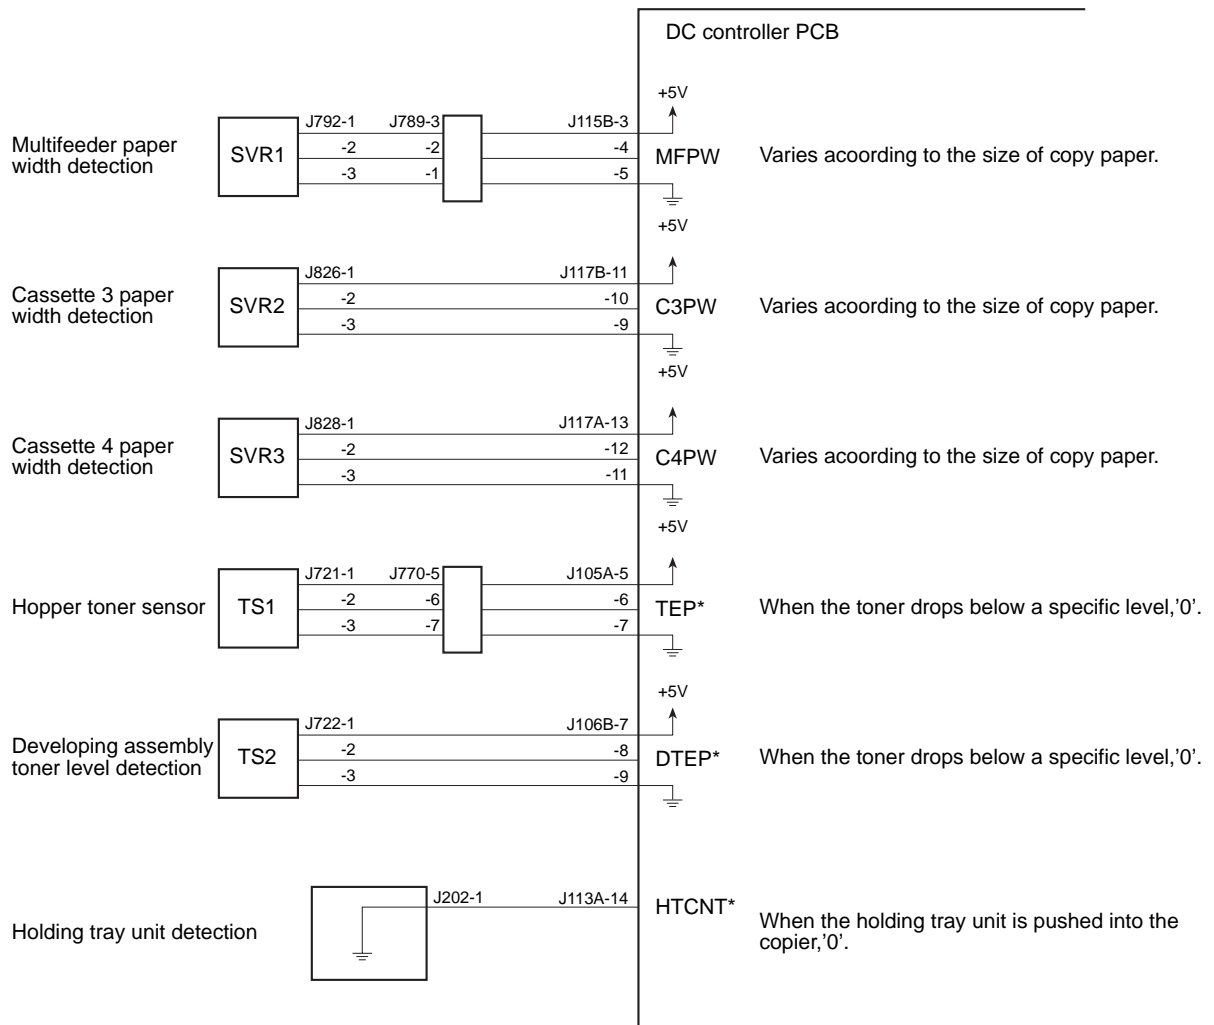 DC controller PCB
+5V
J792-1 J789-3 J115B-3
Multifeeder paper
width detection
SVR1
-2 -2 -4
-3 -1 -5
MFPW
Varies acoording to the size of copy paper.
+5V
J826-1 J117B-11
Cassette 3 paper
width detection
SVR2
-2 -10
-3 -9
C3PW
Varies acoording to the size of copy paper.
+5V
J828-1 J117A-13
Cassette 4 paper
width detection
SVR3
-2 -12
-3 -11
C4PW
Varies acoording to the size of copy paper.
+5V
J721-1 J770-5 J105A-5
Hopper toner sensor
TS1
-2 -6 -6
-3 -7 -7
TEP*
When the toner drops below a specific level,’0’.
+5V
J722-1 J106B-7
Developing assembly
toner level detection
TS2
-2 -8
-3 -9
DTEP*
When the toner drops below a specific level,’0’.
J202-1 J113A-14
Holding tray unit detection
HTCNT*
When the holding tray unit is pushed into the
copier,’0’.